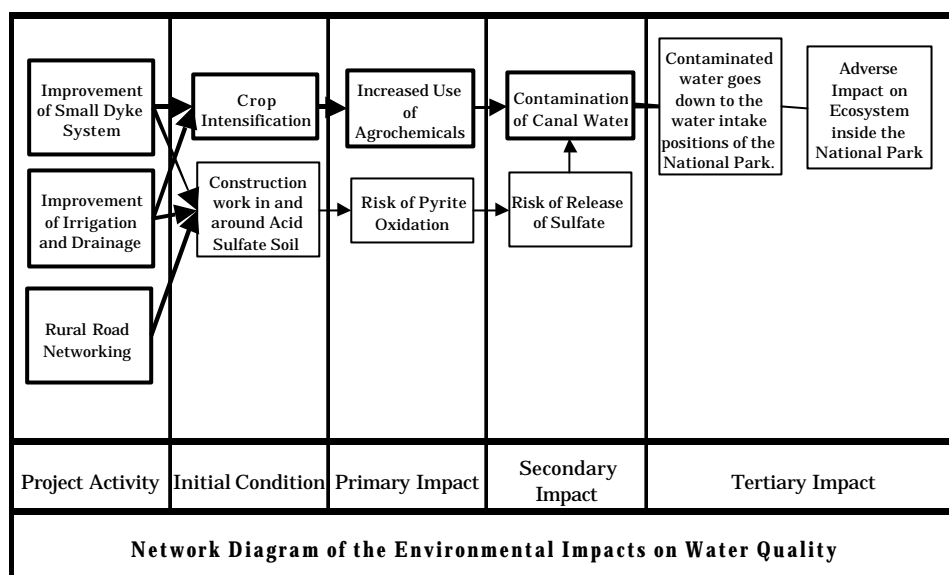 Improvement
of Small Dyke
System
Improvement
of Irrigation
and Drainage
Rural Road
Networking
Crop
Intensification
Construction
work in and
around Acid
Sulfate Soil
Increased Use
of
Agrochemicals
Risk of Pyrite
Oxidation
Contamination
of Canal Water
Risk of Release
of Sulfate
Contaminated
water goes
down to the
water intake
positions of the
National Park.
Adverse
Impact on
Ecosystem
inside the
National Park
Project Activity
Initial Condition
Primary Impact
Secondary
Impact
Tertiary Impact
Network Diagram of the Environmental Impacts on Water Quality